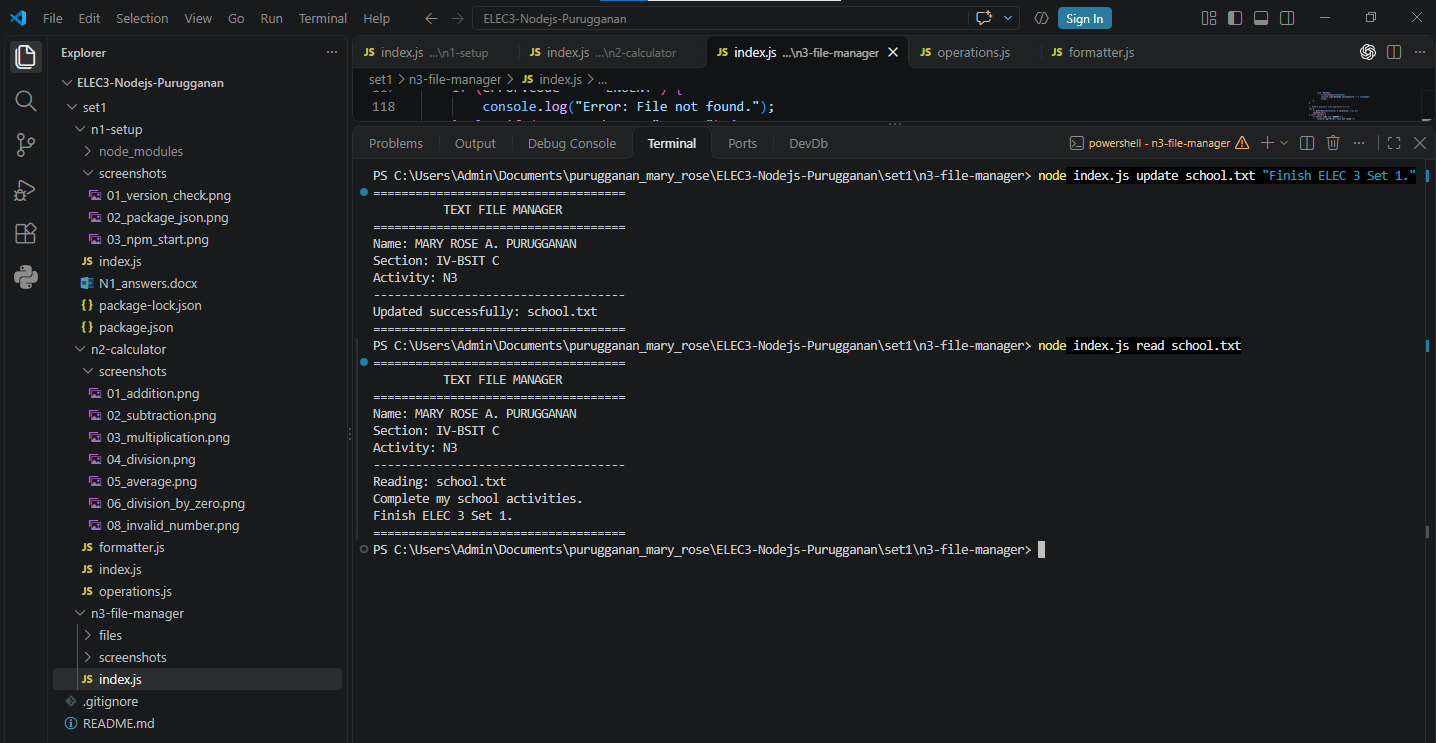 File Edit Selection View Go Run Terminal Help
ELEC3-Nodejs-Purugganan
Sign In
Explorer
ELEC3-Nodejs-Purugganan
set1
n1-setup
node_modules
screenshots
01_version_check.png
02_package_json.png
03_npm_start.png
JS index.js
N1_answers.docx
{} package-lock.json
{} package.json
n2-calculator
screenshots
01_addition.png
02_subtraction.png
03_multiplication.png
04_division.png
05_average.png
06_division_by_zero.png
08_invalid_number.png
JS formatter.js
JS index.js
JS operations.js
n3-file-manager
files
screenshots
JS index.js
.gitignore
README.md
JS index.js ...\n1-setup
JS index.js ...\n2-calculator
JS index.js ...\n3-file-manager
JS operations.js
JS formatter.js
set1 > n3-file-manager > JS index.js > ...
118 console.log("Error: File not found.");
Problems Output Debug Console Terminal Ports DevDb
powershell - n3-file-manager
PS C:\Users\Admin\Documents\purugganan_mary_rose\ELEC3-Nodejs-Purugganan\set1\n3-file-manager> node index.js update school.txt "Finish ELEC 3 Set 1."
====================================
TEXT FILE MANAGER
====================================
Name: MARY ROSE A. PURUGGANAN
Section: IV-BSIT C
Activity: N3
------------------------------------
Updated successfully: school.txt
====================================
PS C:\Users\Admin\Documents\purugganan_mary_rose\ELEC3-Nodejs-Purugganan\set1\n3-file-manager> node index.js read school.txt
====================================
TEXT FILE MANAGER
====================================
Name: MARY ROSE A. PURUGGANAN
Section: IV-BSIT C
Activity: N3
------------------------------------
Reading: school.txt
Complete my school activities.
Finish ELEC 3 Set 1.
====================================
PS C:\Users\Admin\Documents\purugganan_mary_rose\ELEC3-Nodejs-Purugganan\set1\n3-file-manager>